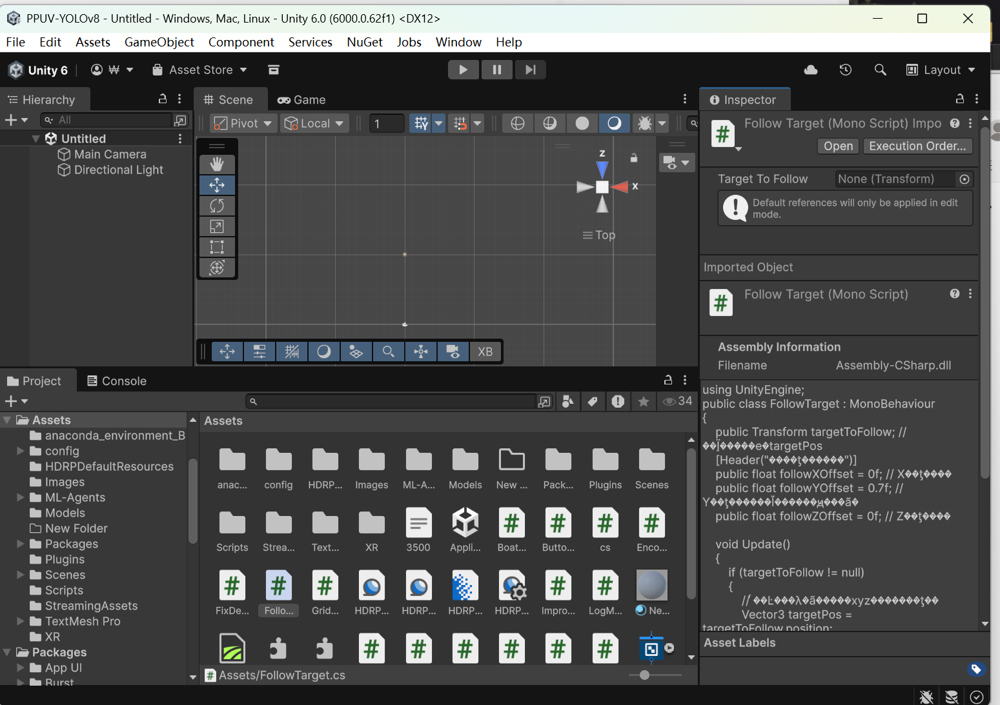 PPUV-YOLOv8 - Untitled - Windows, Mac, Linux - Unity 6.0 (6000.0.62f1) <DX12>
File Edit Assets GameObject Component Services NuGet Jobs Window Help
Unity 6 W Asset Store Layout
Hierarchy
Scene Game
Inspector
All
Pivot Local 1
Untitled
Main Camera
Directional Light
z
x
Top
XB
Follow Target (Mono Script) Impo
Open Execution Order...
Target To Follow None (Transform)
Default references will only be applied in edit
mode.
Imported Object
Follow Target (Mono Script)
Assembly Information
Filename Assembly-CSharp.dll
using UnityEngine;
public class FollowTarget : MonoBehaviour
{
public Transform targetToFollow; //
targetPos
[Header("
public float followXOffset = 0f; // X
public float followYOffset = 0.7f; //
Y
public float followZOffset = 0f; // Z
void Update()
{
if (targetToFollow != null)
{
// xyz
Vector3 targetPos =
targetToFollow.position;
Asset Labels
Project Console
34
Assets
anaconda_environment_B
config
HDRPDefaultResources
Images
ML-Agents
Models
New Folder
Packages
Plugins
Scenes
Scripts
StreamingAssets
TextMesh Pro
XR
Packages
App UI
Burst
Assets
anac... config HDRP... Images ML-A... Models New ... Pack... Plugins Scenes
Scripts Strea... Text... XR 3500 Appli... Boat... Butto... cs Enco...
FixDe... Follo... Grid... HDRP... HDRP... HDRP... HDRP... Impro... LogM... Ne...
Assets/FollowTarget.cs